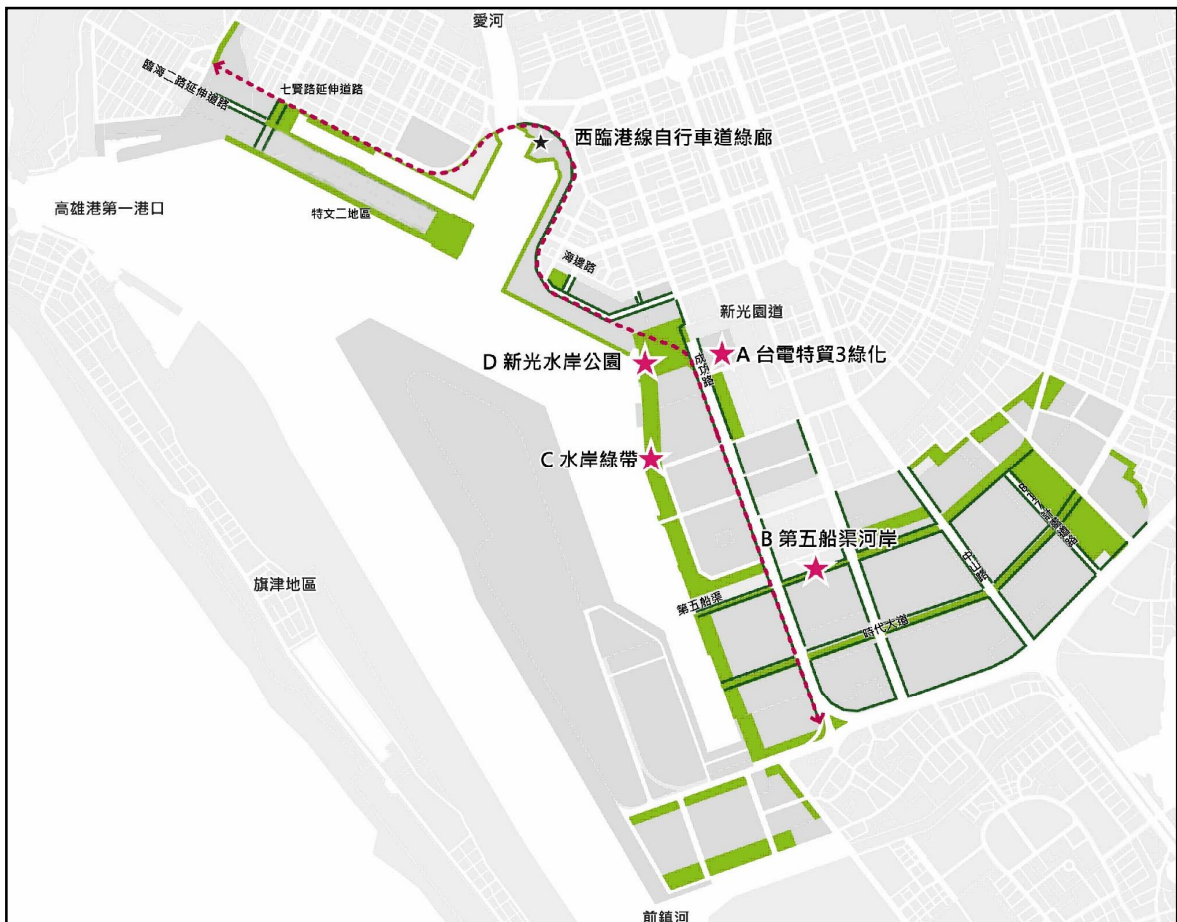 愛河
臨海二路延伸道路
七賢路延伸道路
西臨港線自行車道綠廊
高雄港第一港口
特文二地區
海邊路
新光園道
D 新光水岸公園
A 台電特貿3綠化
成功路
C 水岸綠帶
B 第五船渠河岸
中山路
旗津地區
第五船渠
時代大道
前鎮河